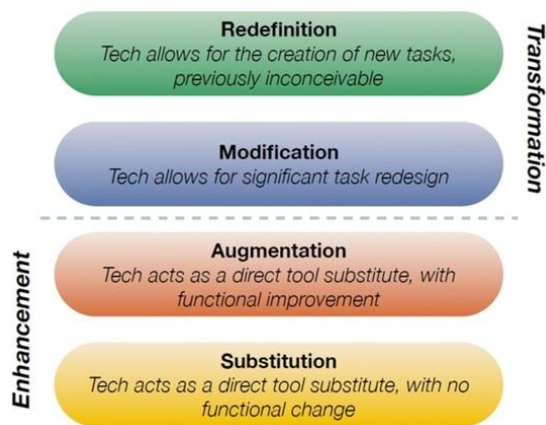 Redefinition
Tech allows for the creation of new tasks,
previously inconceivable
Modification
Tech allows for significant task redesign
Transformation
Augmentation
Tech acts as a direct tool substitute, with
functional improvement
Substitution
Tech acts as a direct tool substitute, with no
functional change
Enhancement